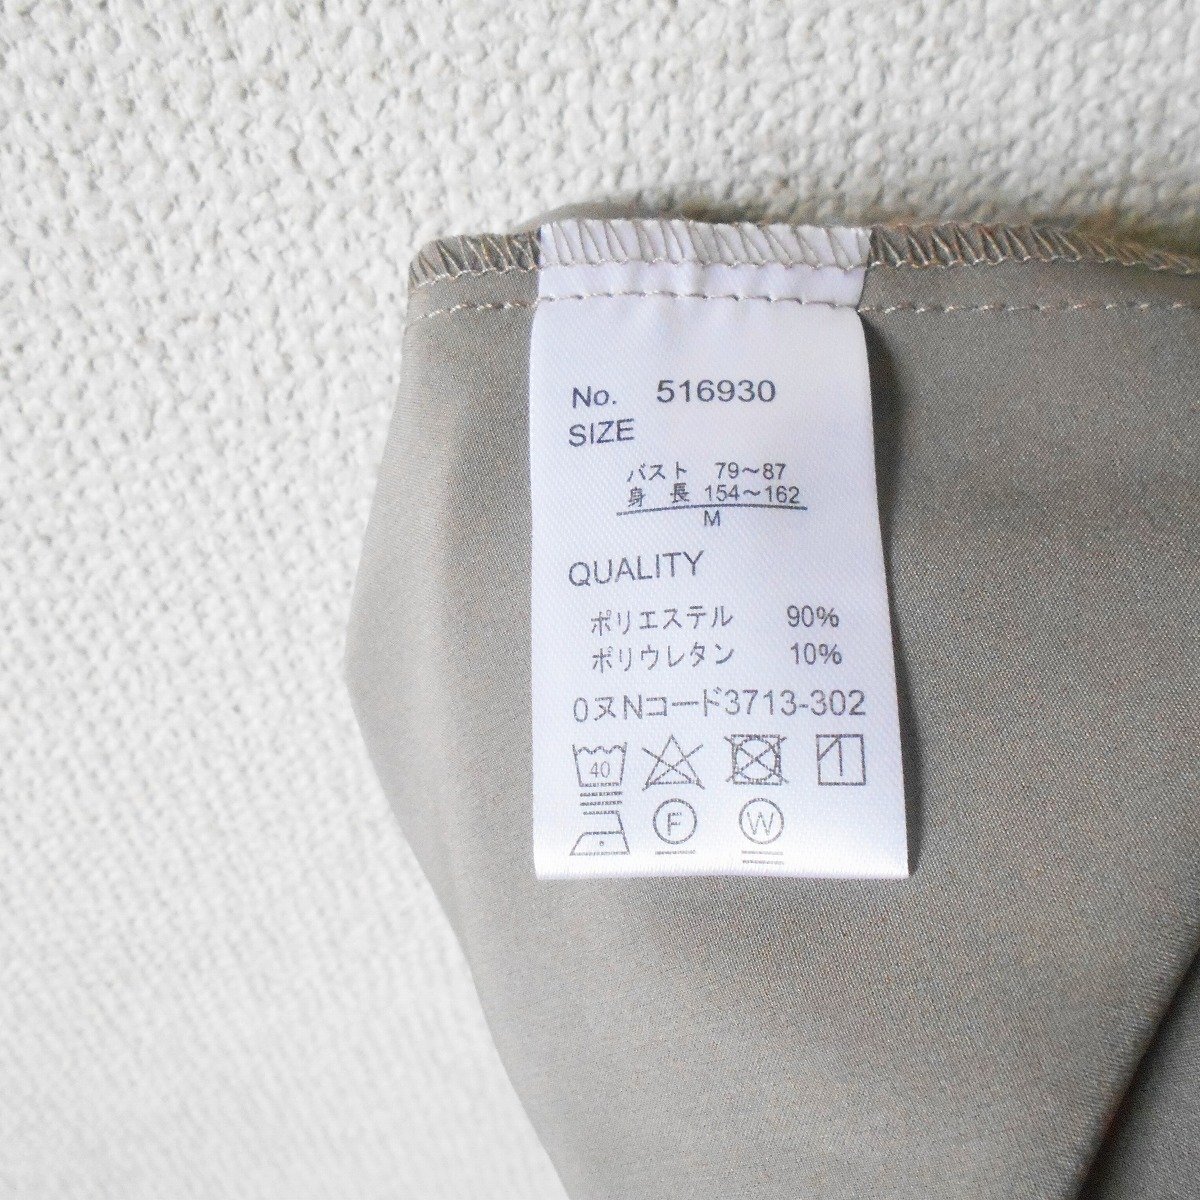 No. 516930
SIZE
バスト 79～87
身 長 154～162
M
QUALITY
ポリエステル 90%
ポリウレタン 10%
0ヌNコード3713-302
40
F W